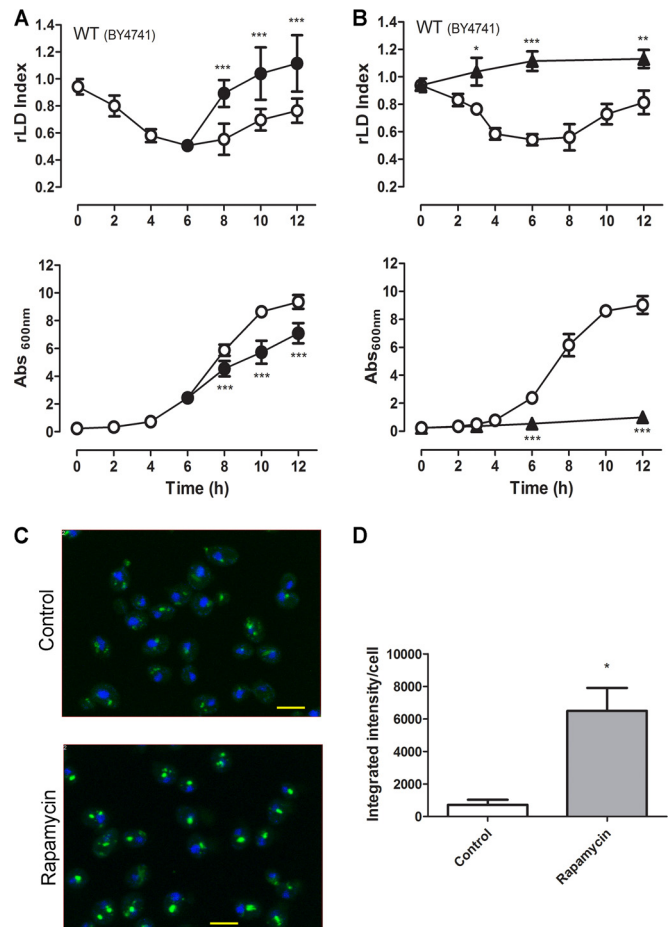 A
WT (BY4741)
***
***
***
1.4
1.2
1.0
0.8
0.6
0.4
0.2
rLD Index
0 2 4 6 8 10 12
12
10
8
6
4
2
0
Abs 600nm
***
***
***
0 2 4 6 8 10 12
Time (h)
B
WT (BY4741)
*
***
**
1.4
1.2
1.0
0.8
0.6
0.4
0.2
rLD Index
0 2 4 6 8 10 12
12
10
8
6
4
2
0
Abs600nm
***
***
0 2 4 6 8 10 12
Time (h)
C
Control
Rapamycin
D
10000
8000
6000
4000
2000
0
Integrated intensity/cell
*
Control
Rapamycin